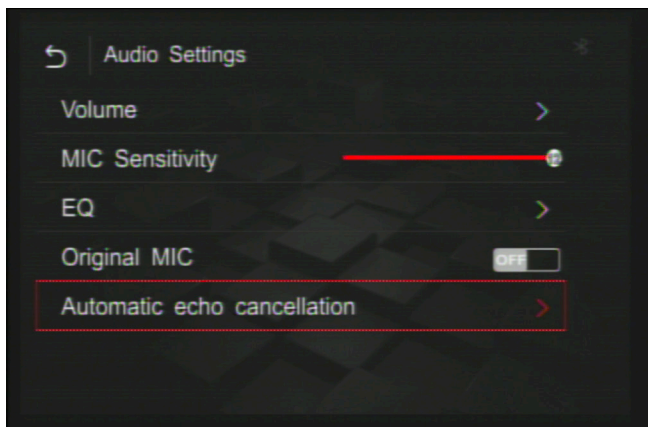 Audio Settings
Volume
MIC Sensitivity
EQ
Original MIC
OFF
Automatic echo cancellation